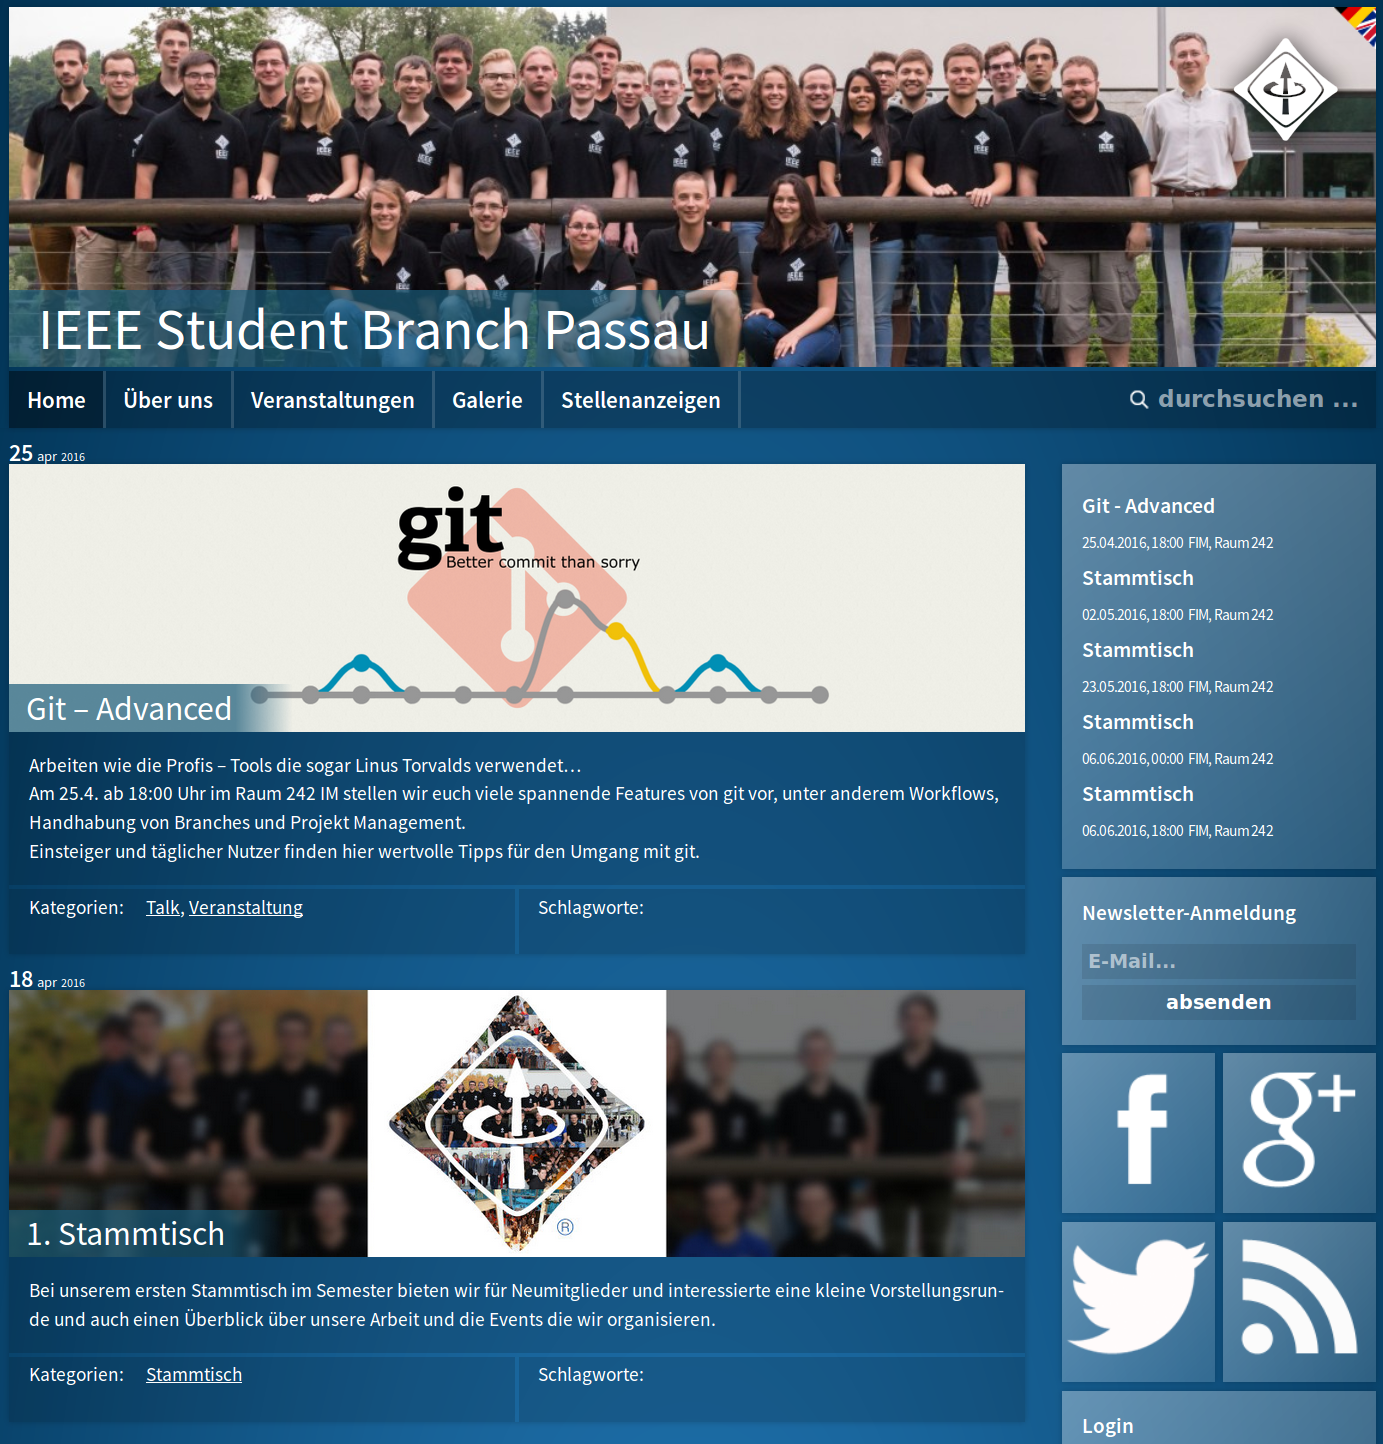 IEEE Student Branch Passau
Home
Über uns
Veranstaltungen
Galerie
Stellenanzeigen
durchsuchen ...
25 apr 2016
git
Better commit than sorry
Git – Advanced
Arbeiten wie die Profis – Tools die sogar Linus Torvalds verwendet…
Am 25.4. ab 18:00 Uhr im Raum 242 IM stellen wir euch viele spannende Features von git vor, unter anderem Workflows,
Handhabung von Branches und Projekt Management.
Einsteiger und täglicher Nutzer finden hier wertvolle Tipps für den Umgang mit git.
Kategorien: Talk, Veranstaltung
Schlagworte:
18 apr 2016
®
1. Stammtisch
Bei unserem ersten Stammtisch im Semester bieten wir für Neumitglieder und interessierte eine kleine Vorstellungsrun-
de und auch einen Überblick über unsere Arbeit und die Events die wir organisieren.
Kategorien: Stammtisch
Schlagworte:
Git - Advanced
25.04.2016, 18:00 FIM, Raum 242
Stammtisch
02.05.2016, 18:00 FIM, Raum 242
Stammtisch
23.05.2016, 18:00 FIM, Raum 242
Stammtisch
06.06.2016, 00:00 FIM, Raum 242
Stammtisch
06.06.2016, 18:00 FIM, Raum 242
Newsletter-Anmeldung
E-Mail...
absenden
f
g+
Login